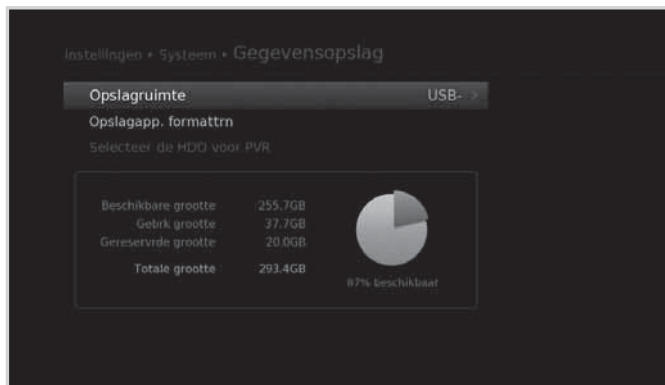 Instellingen • Systeem • Gegevensopslag
Opslagruimte USB- >
Opslagapp. formattrn
Selecteer de HDD voor PVR
Beschikbare grootte 255.7GB
Gebrk grootte 37.7GB
Gereservrde grootte 20.0GB
Totale grootte 293.4GB
87% beschikbaar